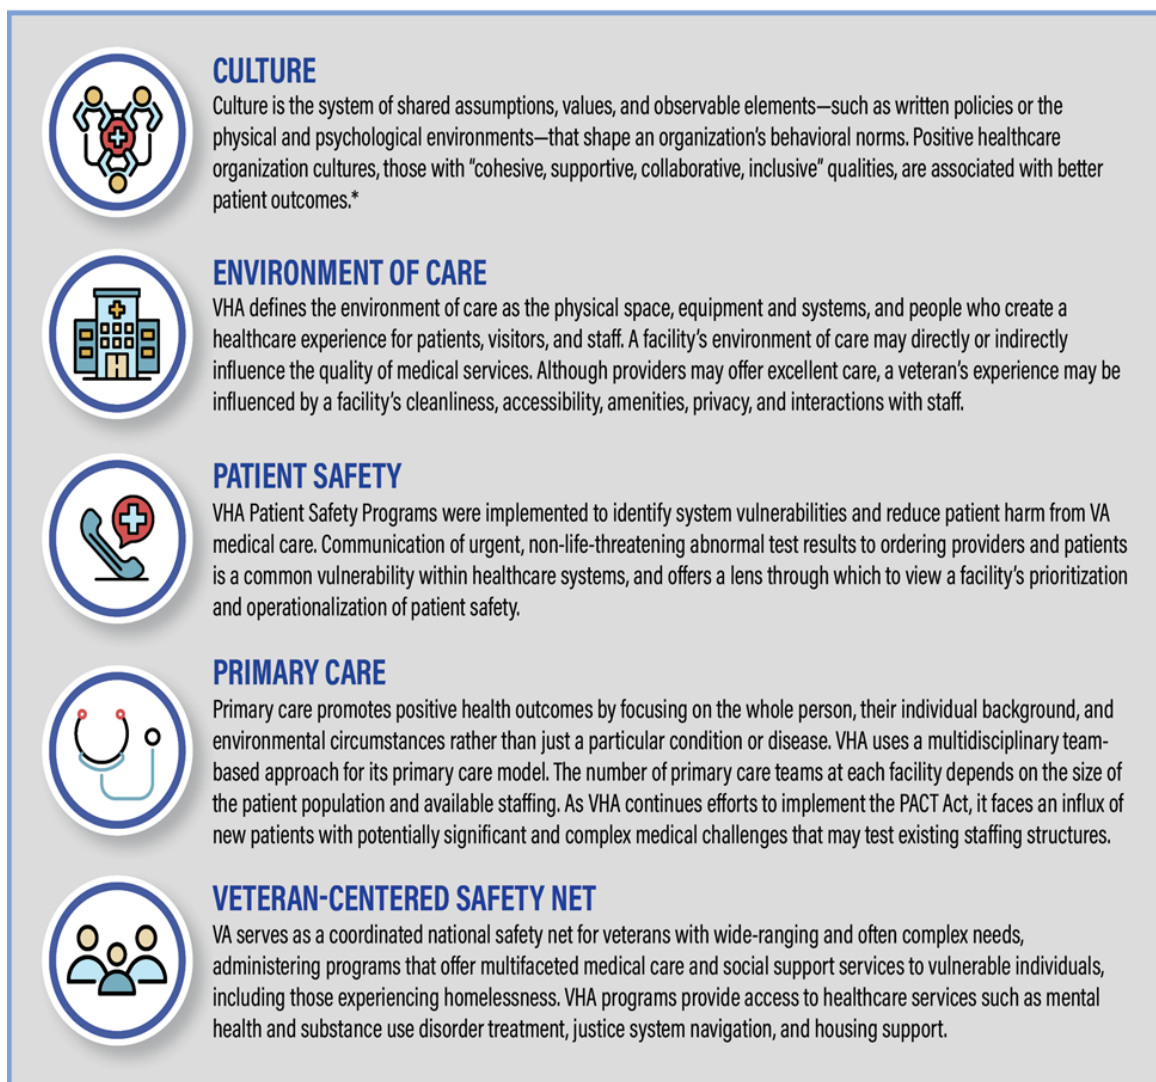 CULTURE
Culture is the system of shared assumptions, values, and observable elements—such as written policies or the
physical and psychological environments—that shape an organization’s behavioral norms. Positive healthcare
organization cultures, those with “cohesive, supportive, collaborative, inclusive” qualities, are associated with better
patient outcomes.*
ENVIRONMENT OF CARE
VHA defines the environment of care as the physical space, equipment and systems, and people who create a
healthcare experience for patients, visitors, and staff. A facility’s environment of care may directly or indirectly
influence the quality of medical services. Although providers may offer excellent care, a veteran’s experience may be
influenced by a facility’s cleanliness, accessibility, amenities, privacy, and interactions with staff.
PATIENT SAFETY
VHA Patient Safety Programs were implemented to identify system vulnerabilities and reduce patient harm from VA
medical care. Communication of urgent, non-life-threatening abnormal test results to ordering providers and patients
is a common vulnerability within healthcare systems, and offers a lens through which to view a facility’s prioritization
and operationalization of patient safety.
PRIMARY CARE
Primary care promotes positive health outcomes by focusing on the whole person, their individual background, and
environmental circumstances rather than just a particular condition or disease. VHA uses a multidisciplinary team-
based approach for its primary care model. The number of primary care teams at each facility depends on the size of
the patient population and available staffing. As VHA continues efforts to implement the PACT Act, it faces an influx of
new patients with potentially significant and complex medical challenges that may test existing staffing structures.
VETERAN-CENTERED SAFETY NET
VA serves as a coordinated national safety net for veterans with wide-ranging and often complex needs,
administering programs that offer multifaceted medical care and social support services to vulnerable individuals,
including those experiencing homelessness. VHA programs provide access to healthcare services such as mental
health and substance use disorder treatment, justice system navigation, and housing support.